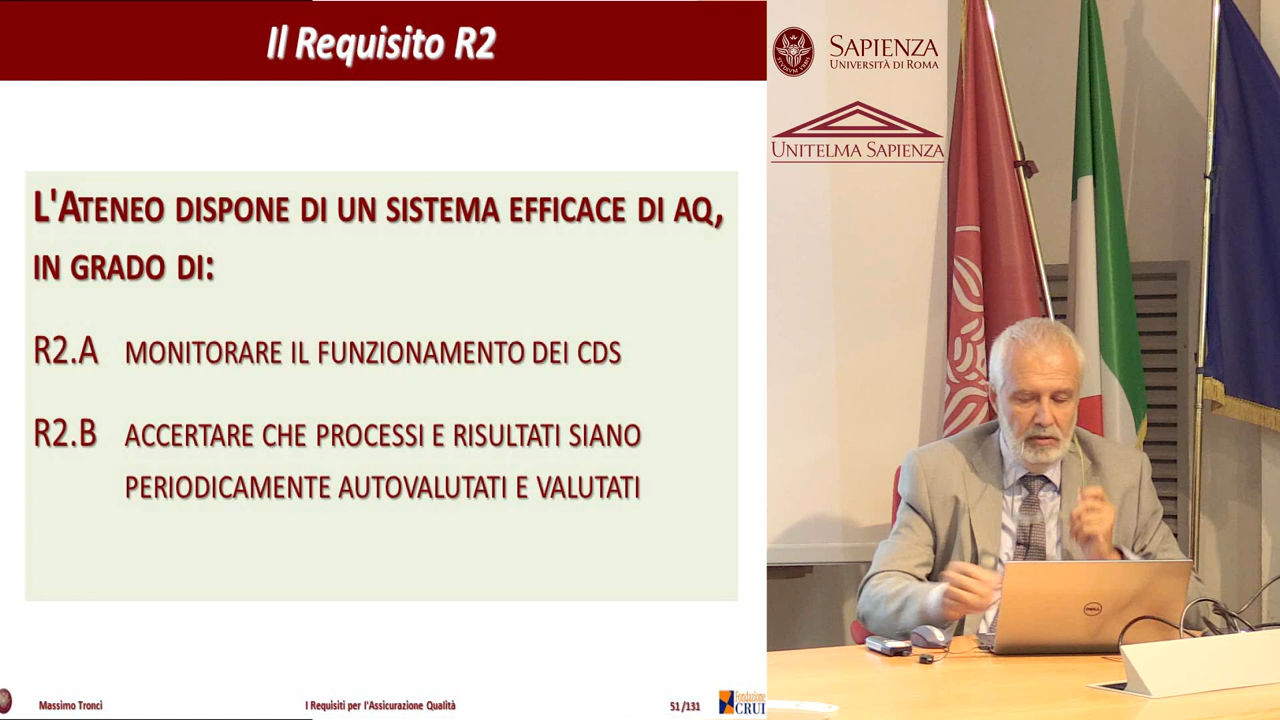 Il Requisito R2
L'ATENEO DISPONE DI UN SISTEMA EFFICACE DI AQ,
IN GRADO DI:
R2.A MONITORARE IL FUNZIONAMENTO DEI CDS
R2.B ACCERTARE CHE PROCESSI E RISULTATI SIANO
PERIODICAMENTE AUTOVALUTATI E VALUTATI
Massimo Tronci
I Requisiti per l'Assicurazione Qualità
51/131
Fondazione
CRUI
SAPIENZA
UNIVERSITÀ DI ROMA
UNITELMA SAPIENZA
DELL